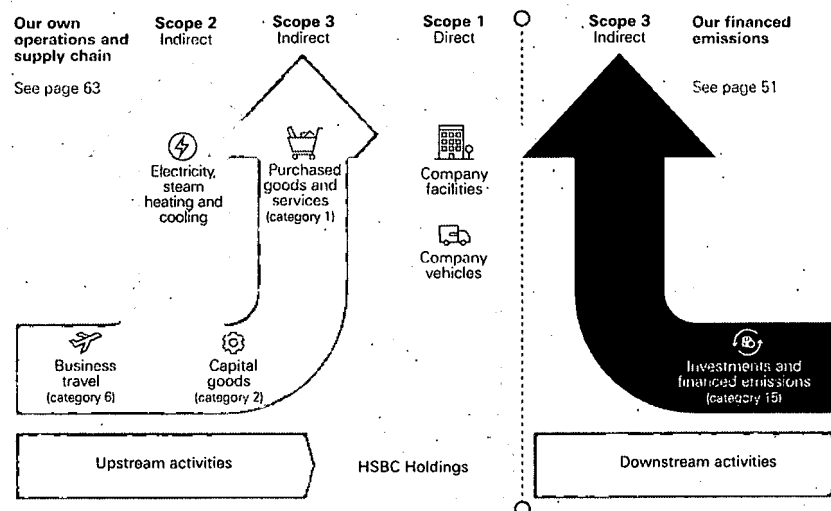 Our own
operations and
supply chain
See page 63
Scope 2
Indirect
Scope 3
Indirect
Scope 1
Direct
Scope 3
Indirect
Our financed
emissions
See page 51
Electricity,
steam
heating and
cooling
Purchased
goods and
services
(category 1)
Company
facilities
Company
vehicles
Business
travel
(category 6)
Capital
goods
(category 2)
Investments and
financed emissions
(category 15)
Upstream activities
HSBC Holdings
Downstream activities